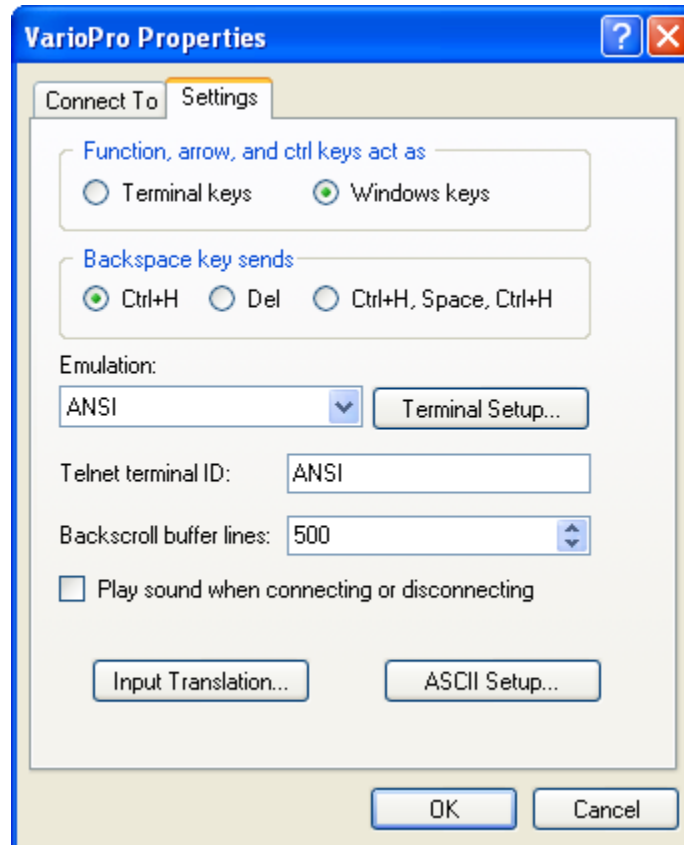 VarioPro Properties
Connect To Settings
Function, arrow, and ctrl keys act as
Terminal keys Windows keys
Backspace key sends
Ctrl+H Del Ctrl+H, Space, Ctrl+H
Emulation:
ANSI Terminal Setup...
Telnet terminal ID: ANSI
Backscroll buffer lines: 500
Play sound when connecting or disconnecting
Input Translation... ASCII Setup...
OK Cancel